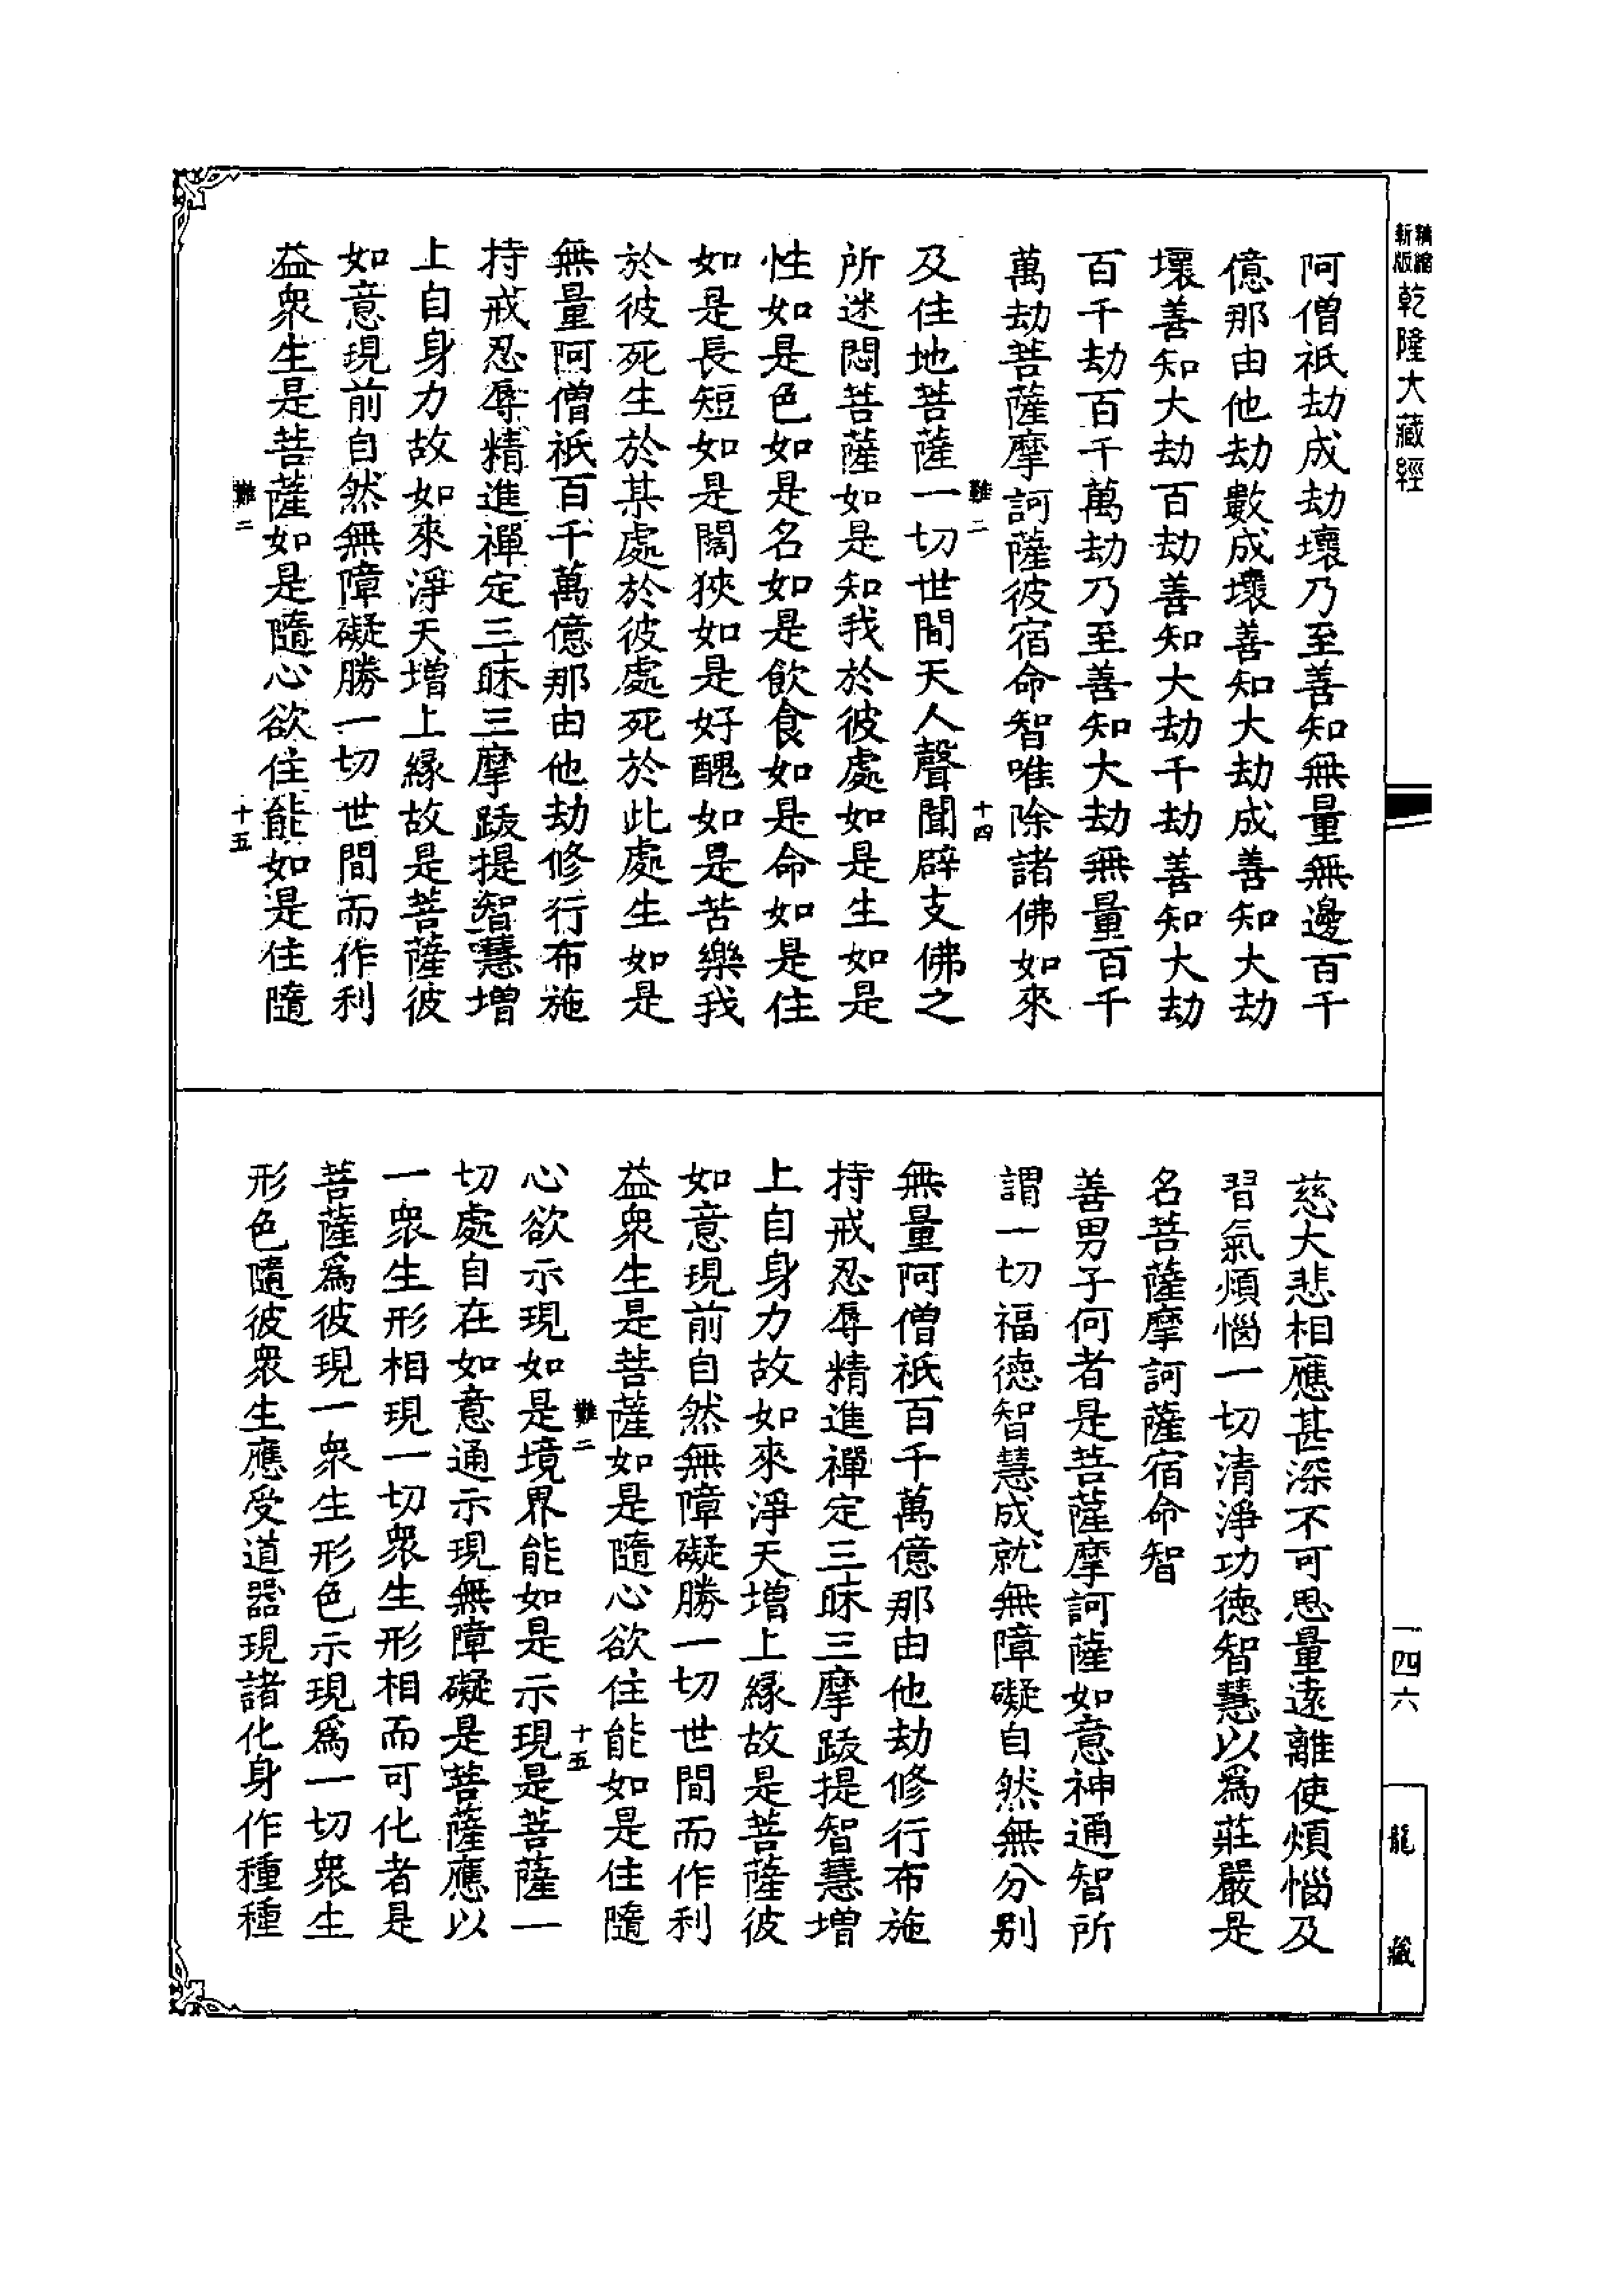 精縮
新版
乾隆大藏經
阿僧祇劫成劫壞乃至善知無量無邊百千
億那由他劫數成壞善知大劫成善知大劫
壞善知大劫百劫善知大劫千劫善知大劫
百千劫百千萬劫乃至善知大劫無量百千
萬劫菩薩摩訶薩彼宿命智唯除諸佛如來
難二
十四
及住地菩薩一切世間天人聲聞辟支佛之
所迷悶菩薩如是知我於彼處如是生如是
性如是色如是名如是飲食如是命如是住
如是長短如是闊狹如是好醜如是苦樂我
於彼死生於某處於彼處死於此處生如是
無量阿僧祇百千萬億那由他劫修行布施
持戒忍辱精進禪定三昧三摩跋提智慧增
上自身力故如來淨天增上緣故是菩薩彼
如意現前自然無障礙勝一切世間而作利
益衆生是菩薩如是隨心欲住能如是住隨
難二
十五
慈大悲相應甚深不可思量遠離使煩惱及
習氣煩惱一切清淨功德智慧以爲莊嚴是
名菩薩摩訶薩宿命智
善男子何者是菩薩摩訶薩如意神通智所
謂一切福德智慧成就無障礙自然無分別
無量阿僧祇百千萬億那由他劫修行布施
持戒忍辱精進禪定三昧三摩跋提智慧增
上自身力故如來淨天增上緣故是菩薩彼
如意現前自然無障礙勝一切世間而作利
益衆生是菩薩如是隨心欲住能如是住隨
難二
十五
心欲示現如是境界能如是示現是菩薩一
切處自在如意通示現無障礙是菩薩應以
一衆生形相現一切衆生形相而可化者是
菩薩爲彼現一衆生形色示現爲一切衆生
形色隨彼衆生應受道器現諸化身作種種
一四六
龍藏